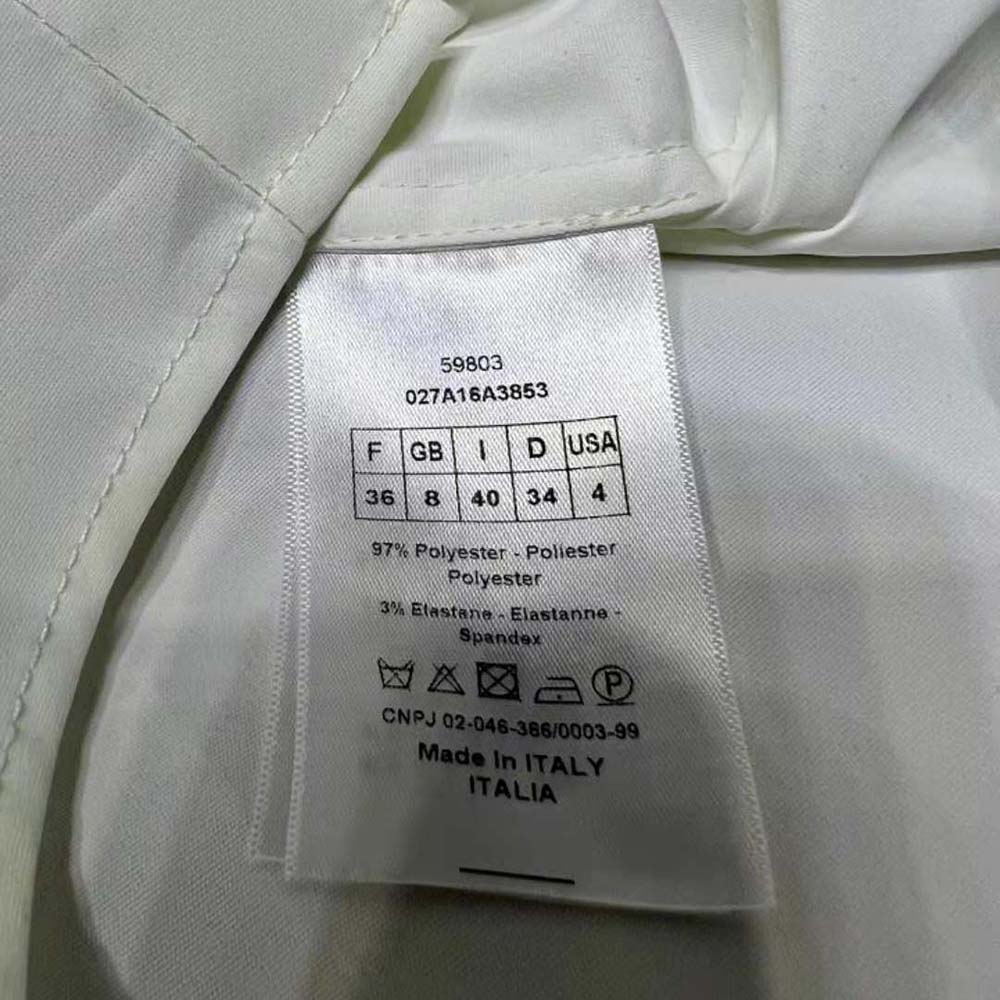 59803
027A16A3853
F GB I D USA
36 8 40 34 4
97% Polyester - Poliester
Polyester
3% Elastane - Elastanne -
Spandex
P
CNPJ 02-046-386/0003-99
Made In ITALY
ITALIA